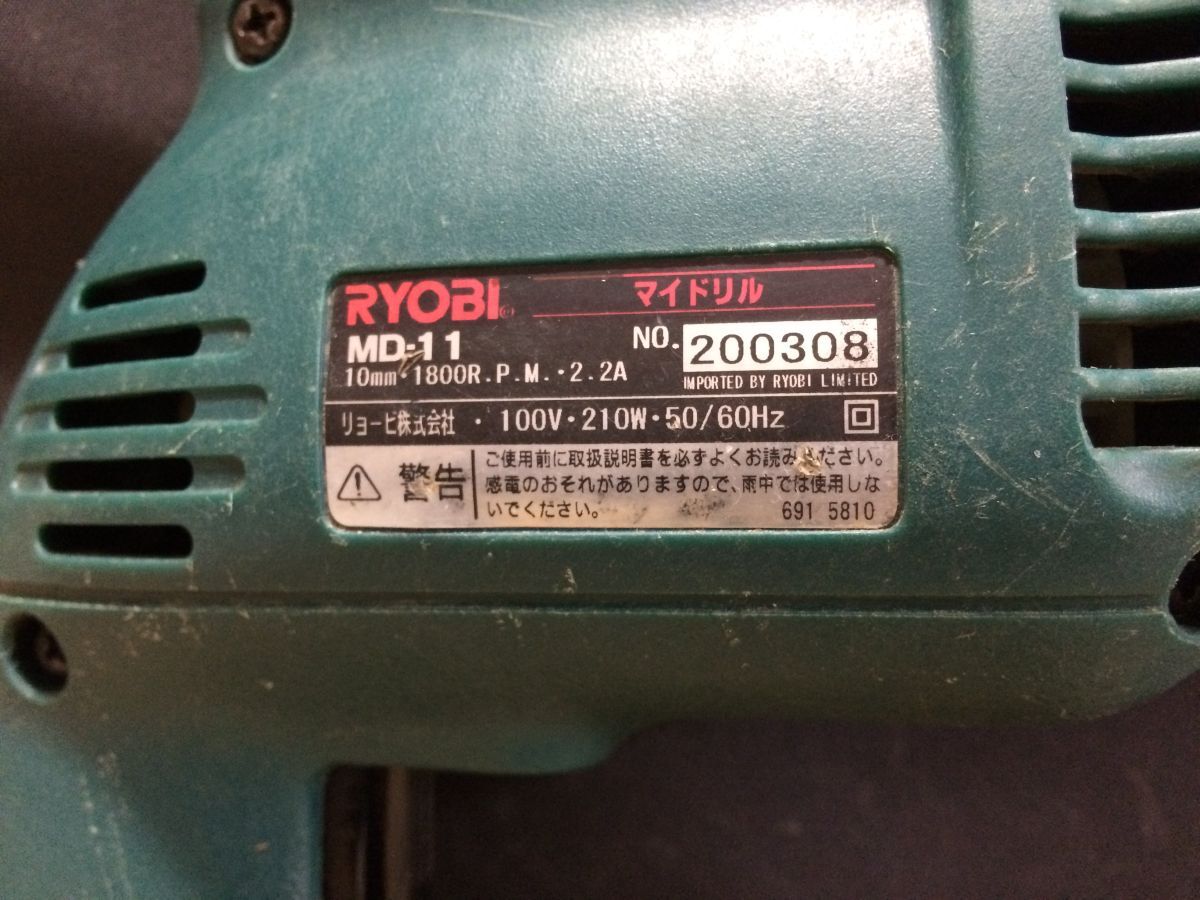 RYOBI®
マイドリル
MD-11
NO. 200308
10mm・1800R.P.M.・2.2A
IMPORTED BY RYOBI LIMITED
リョービ株式会社 ・ 100V・210W・50/60Hz
警告
ご使用前に取扱説明書を必ずよくお読みください。
感電のおそれがありますので、雨中では使用しな
いでください。
691 5810